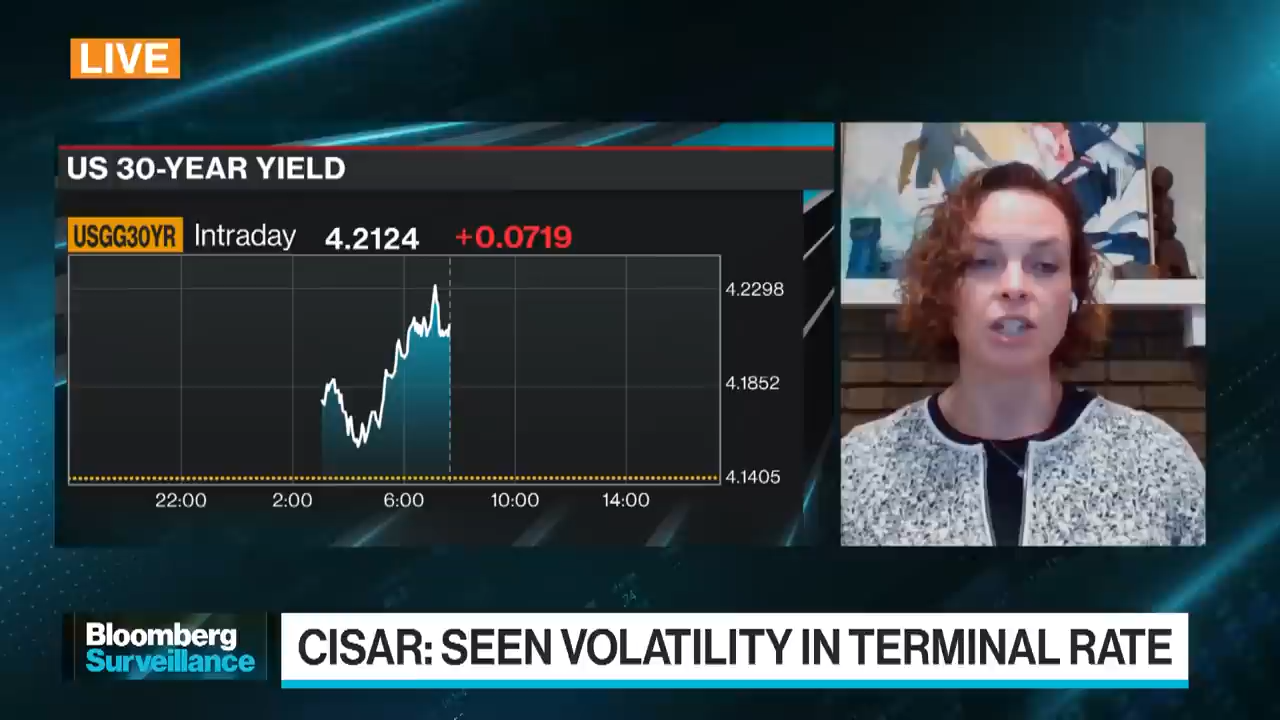 LIVE
US 30-YEAR YIELD
USGG30YR Intraday 4.2124 +0.0719
4.2298
4.1852
4.1405
22:00 2:00 6:00 10:00 14:00
Bloomberg
Surveillance
CISAR: SEEN VOLATILITY IN TERMINAL RATE